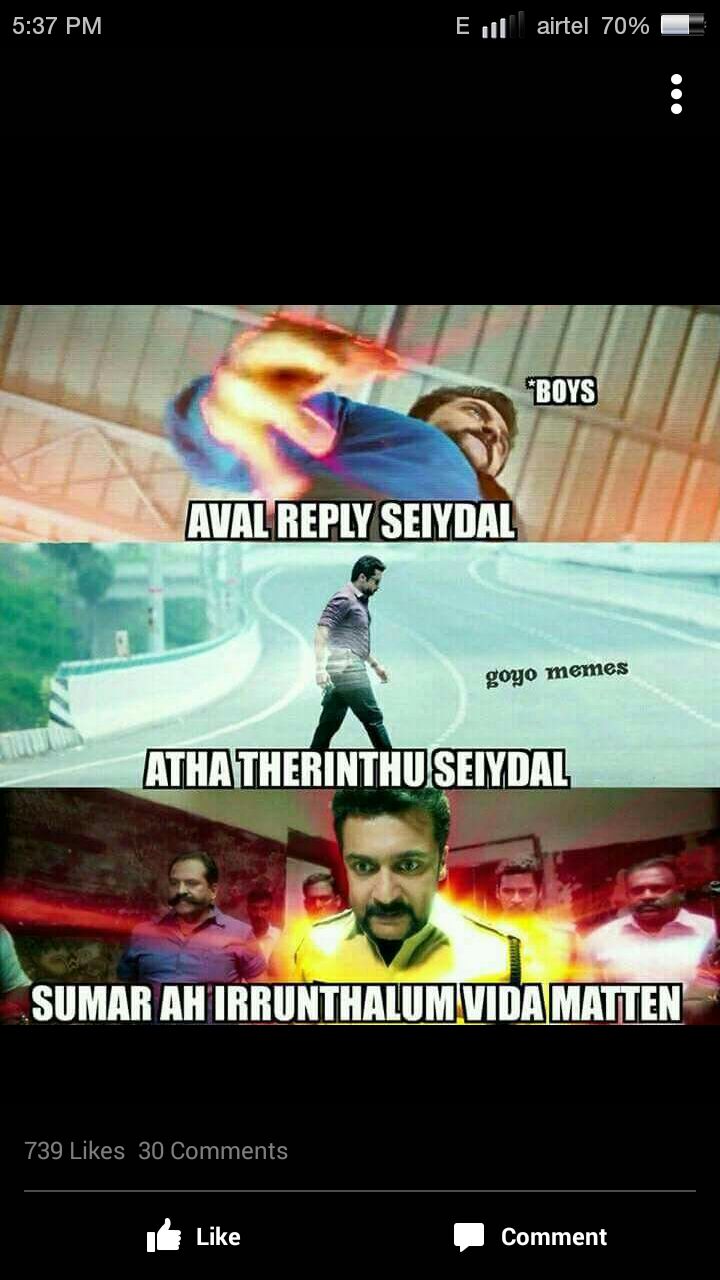 5:37 PM E airtel 70%
*BOYS
AVAL REPLY SEIYDAL
goyo memes
ATHA THERINTHU SEIYDAL
SUMAR AH IRRUNTHALUM VIDA MATTEN
739 Likes 30 Comments
Like Comment